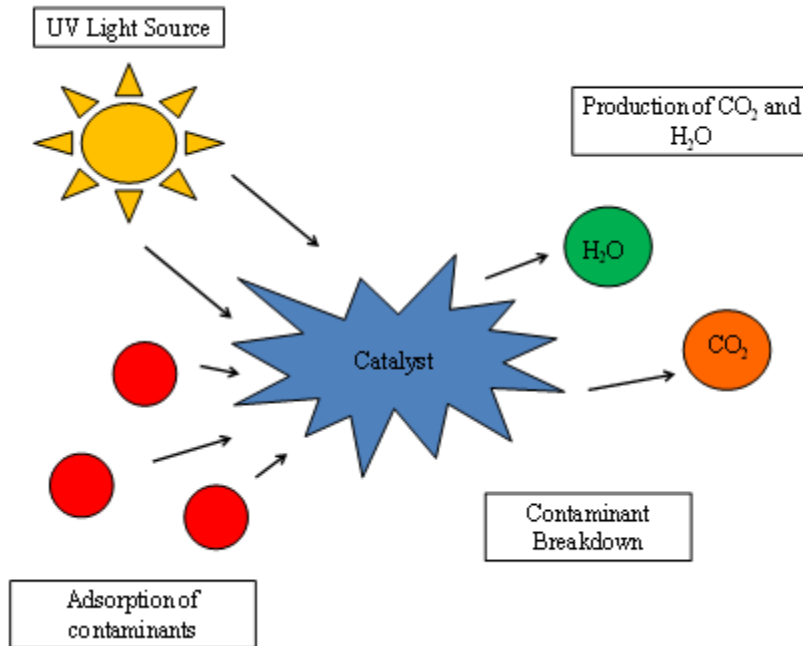 UV Light Source
Production of CO₂ and
H₂O
H₂O
CO₂
Catalyst
Contaminant
Breakdown
Adsorption of
contaminants